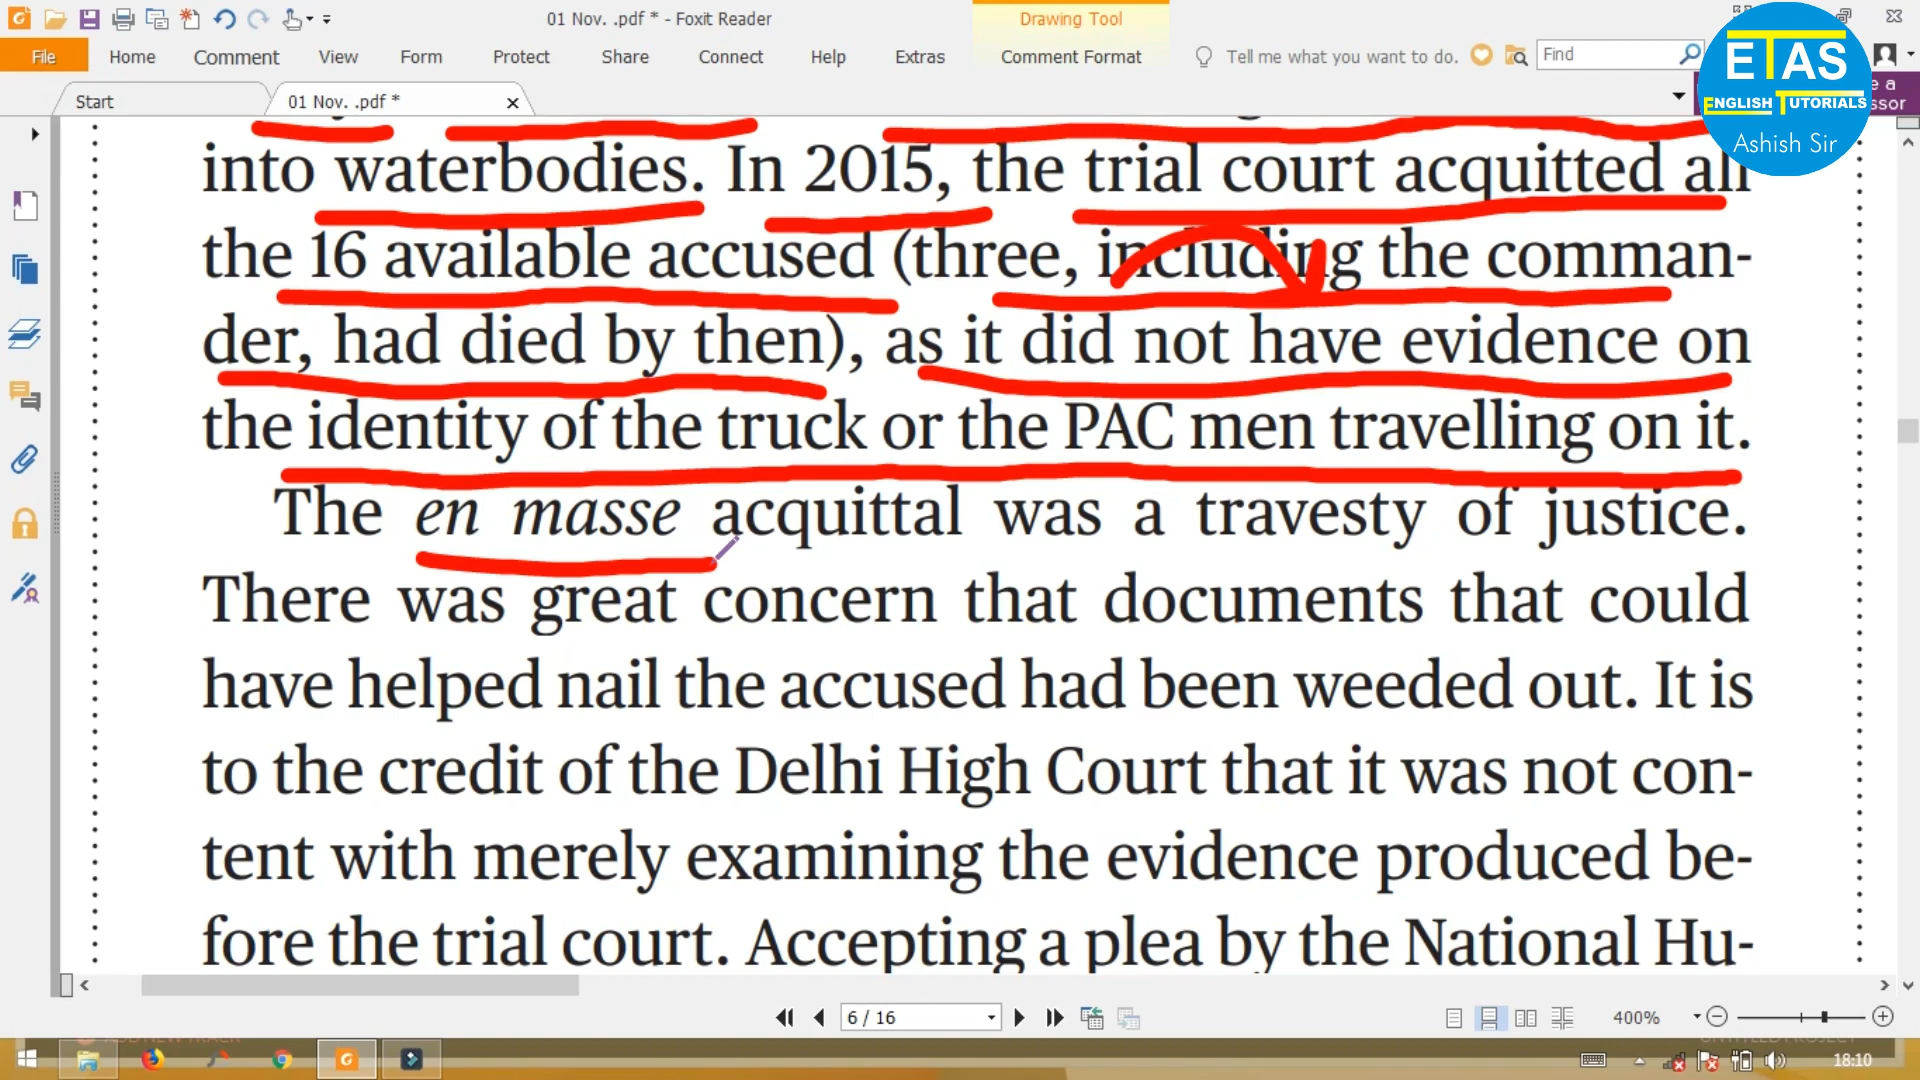 01 Nov. .pdf * - Foxit Reader
Drawing Tool
File Home Comment View Form Protect Share Connect Help Extras Comment Format Tell me what you want to do. Find
Start 01 Nov. .pdf *
ETAS
ENGLISH TUTORIALS
Ashish Sir
e a
ssor
into waterbodies. In 2015, the trial court acquitted all
the 16 available accused (three, including the comman-
der, had died by then), as it did not have evidence on
the identity of the truck or the PAC men travelling on it.
The en masse acquittal was a travesty of justice.
There was great concern that documents that could
have helped nail the accused had been weeded out. It is
to the credit of the Delhi High Court that it was not con-
tent with merely examining the evidence produced be-
fore the trial court. Accepting a plea by the National Hu-
6 / 16
400%
18:10